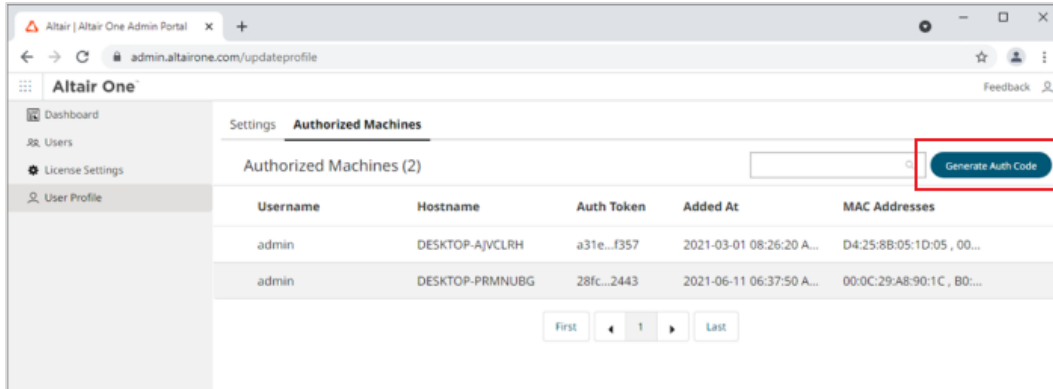 Altair | Altair One Admin Portal
admin.altairone.com/updateprofile
Altair One
Feedback
Dashboard
Users
License Settings
User Profile
Settings Authorized Machines
Authorized Machines (2)
Generate Auth Code
Username Hostname Auth Token Added At MAC Addresses
admin DESKTOP-AJVCLRH a31e...f357 2021-03-01 08:26:20 A... D4:25:8B:05:1D:05 , 00...
admin DESKTOP-PRMNUBG 28fc...2443 2021-06-11 06:37:50 A... 00:0C:29:A8:90:1C , B0:...
First 1 Last